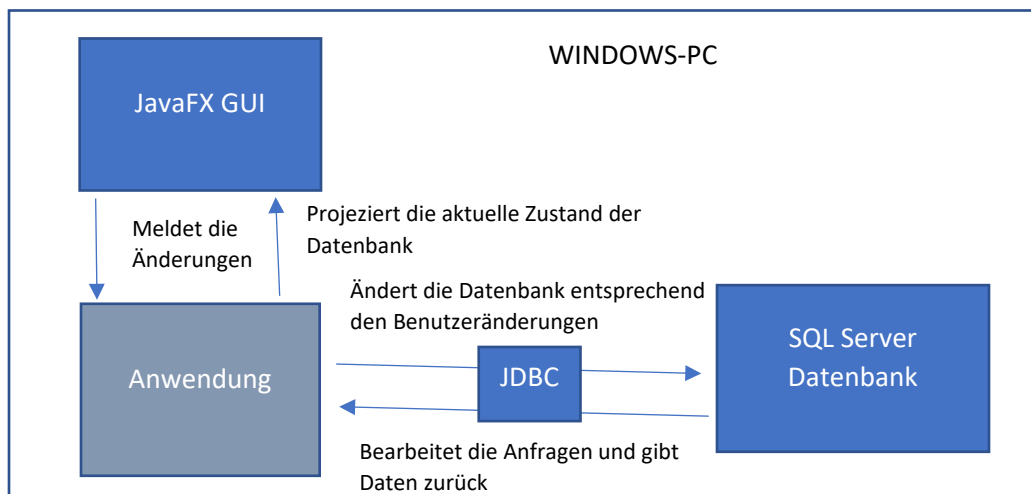 WINDOWS-PC
JavaFX GUI
Meldet die
Änderungen
Projeziert die aktuelle Zustand der
Datenbank
Ändert die Datenbank entsprechend
den Benutzeränderungen
Anwendung
JDBC
SQL Server
Datenbank
Bearbeitet die Anfragen und gibt
Daten zurück